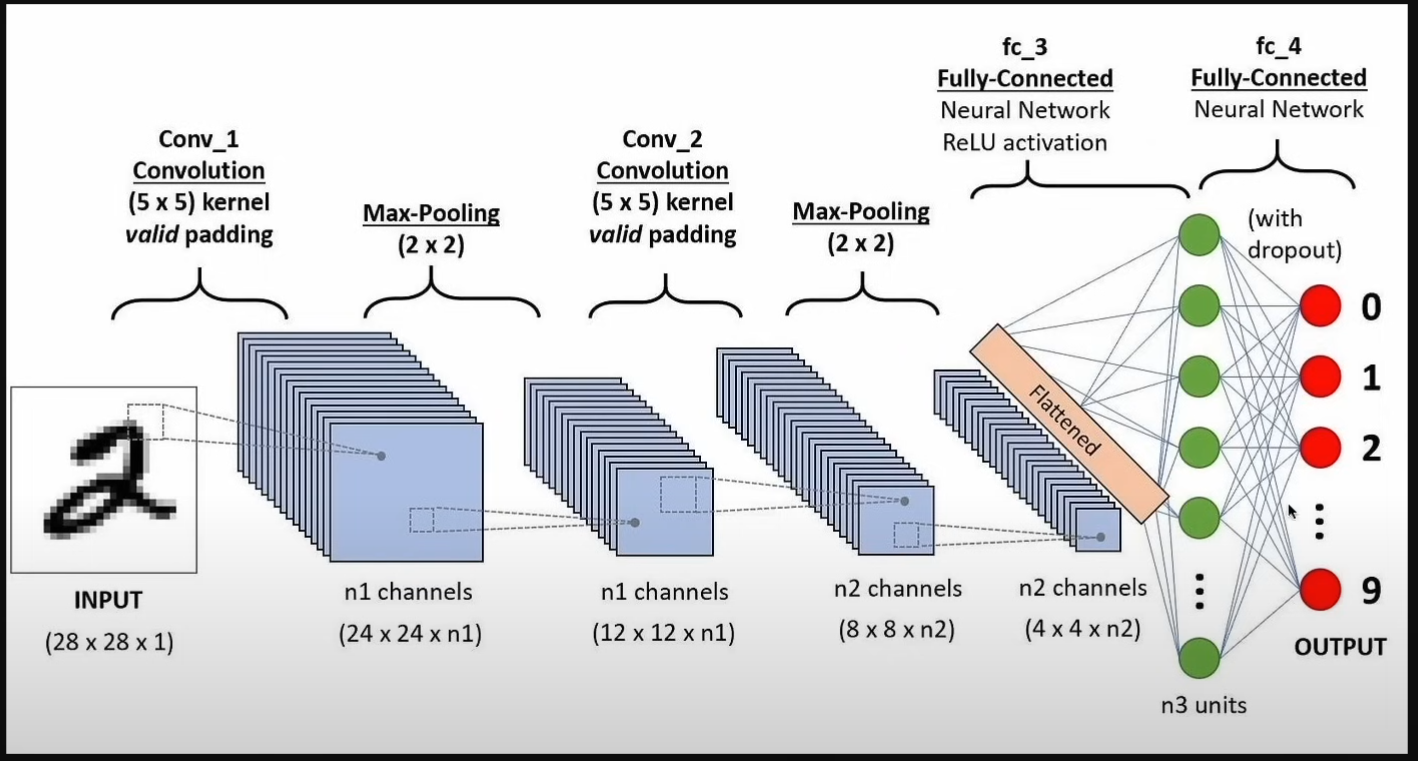 Conv_1
Convolution
(5 x 5) kernel
valid padding
Max-Pooling
(2 x 2)
Conv_2
Convolution
(5 x 5) kernel
valid padding
Max-Pooling
(2 x 2)
fc_3
Fully-Connected
Neural Network
ReLU activation
fc_4
Fully-Connected
Neural Network
(with
dropout)
Flattened
0
1
2
9
OUTPUT
INPUT
(28 x 28 x 1)
n1 channels
(24 x 24 x n1)
n1 channels
(12 x 12 x n1)
n2 channels
(8 x 8 x n2)
n2 channels
(4 x 4 x n2)
n3 units